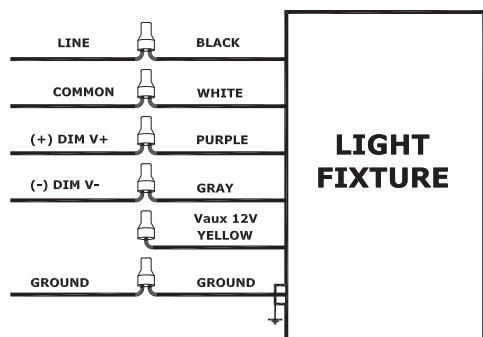 LINE BLACK
COMMON WHITE
(+) DIM V+ PURPLE
(-) DIM V- GRAY
Vaux 12V
YELLOW
GROUND GROUND
LIGHT
FIXTURE